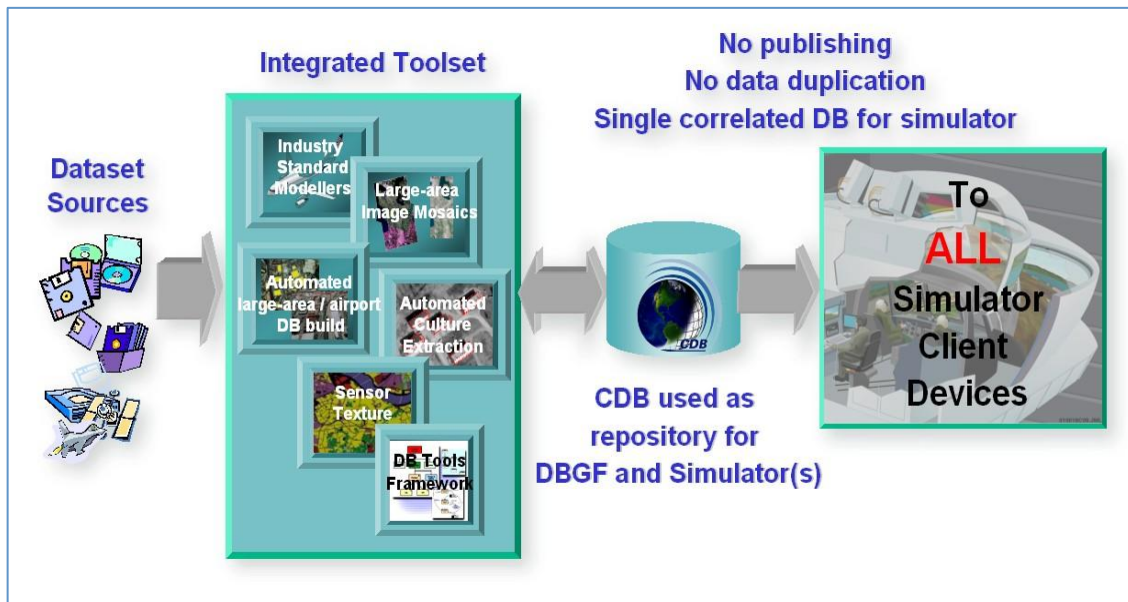 Dataset
Sources
Integrated Toolset
Industry
Standard
Modellers
Large-area
Image Mosaics
Automated
large-area / airport
DB build
Automated
Culture
Extraction
Sensor
Texture
DB Tools
Framework
No publishing
No data duplication
Single correlated DB for simulator
CDB
CDB used as
repository for
DBGF and Simulator(s)
To
ALL
Simulator
Client
Devices